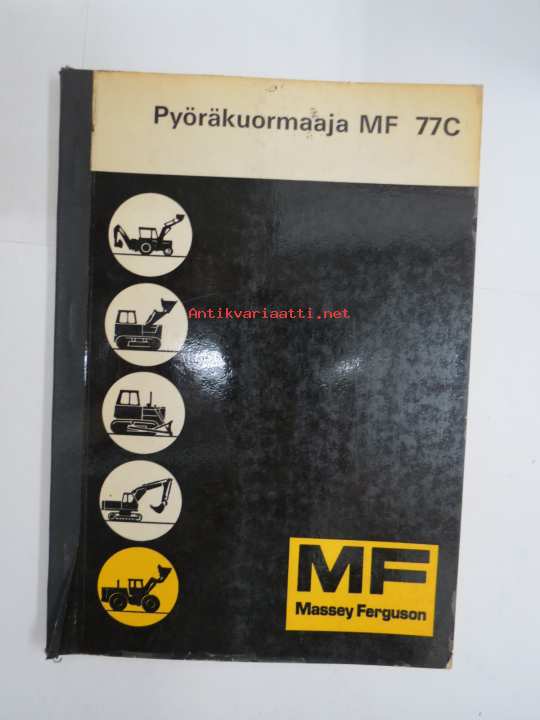 Pyöräkuormaaja MF 77C
Antikvariaatti.net
MF
Massey Ferguson